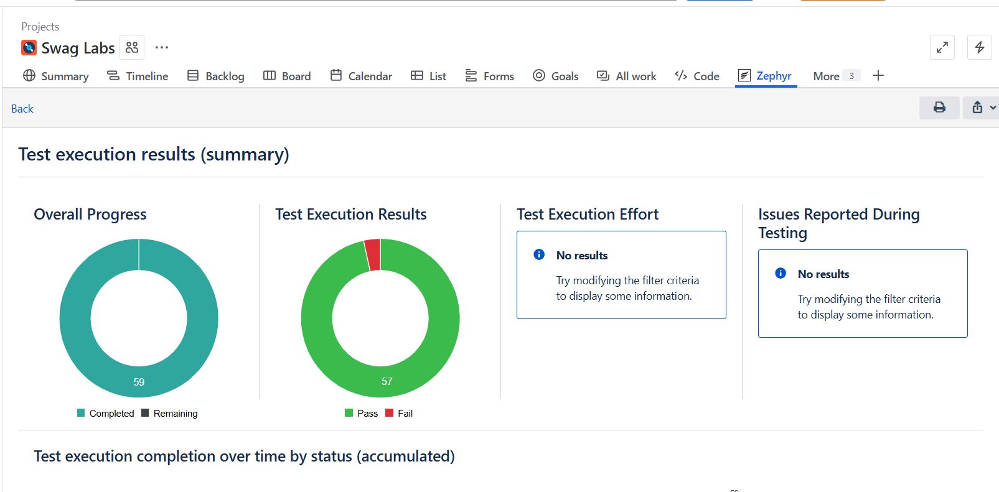 Projects
Swag Labs
Summary
Timeline
Backlog
Board
Calendar
List
Forms
Goals
All work
Code
Zephyr
More 3
Back
Test execution results (summary)
Overall Progress
59
Completed Remaining
Test Execution Results
57
Pass Fail
Test Execution Effort
No results
Try modifying the filter criteria
to display some information.
Issues Reported During
Testing
No results
Try modifying the filter criteria
to display some information.
Test execution completion over time by status (accumulated)